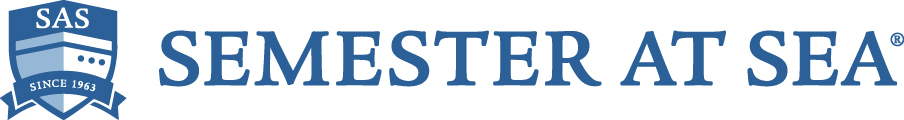 SAS
SINCE 1963
SEMESTER AT SEA®